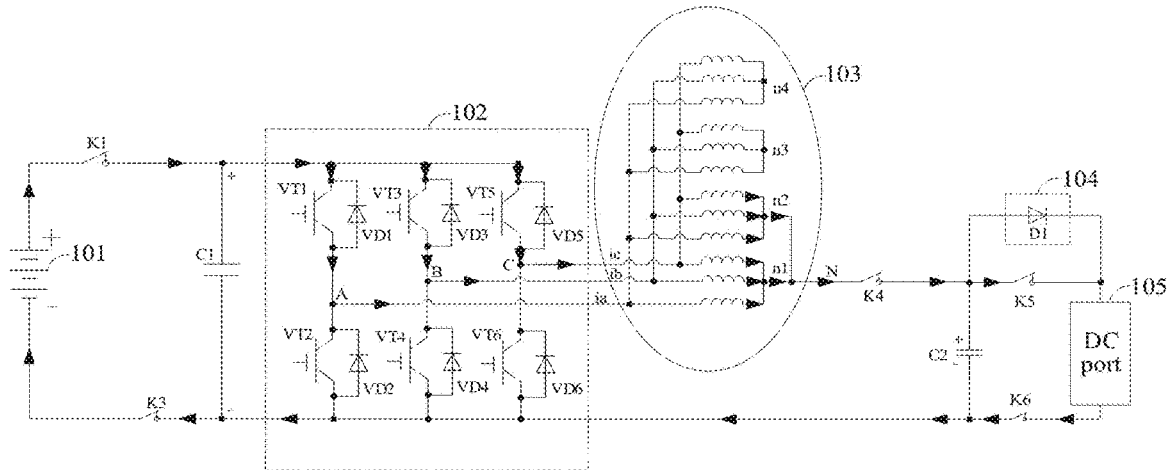 103
n4
102
K1
n3
VT1
VT3
VT5
104
n2
+
D1
VD1
VD3
VD5
+
101
C1
ic
n1
B
C
ib
N
A
ia
K4
K5
105
VT2
VT4
VT6
DC
port
+
C2
-
-
VD2
VD4
VD6
K3
-
K6